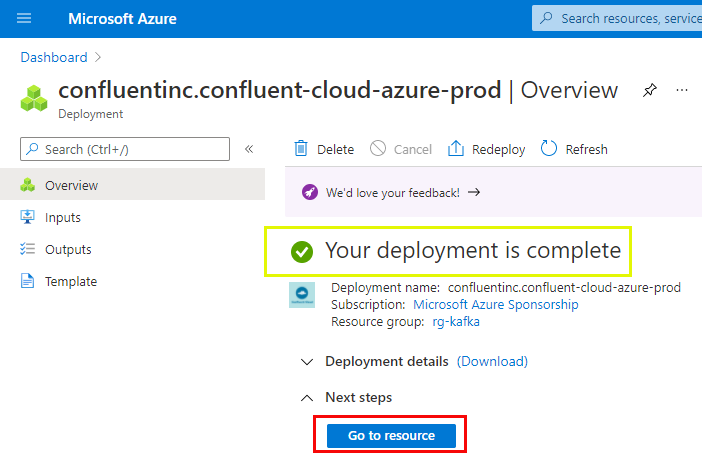 Microsoft Azure
Search resources, service
Dashboard >
confluentinc.confluent-cloud-azure-prod | Overview
Deployment
Search (Ctrl+/)
Overview
Inputs
Outputs
Template
Delete Cancel Redeploy Refresh
We'd love your feedback! →
Your deployment is complete
Deployment name: confluentinc.confluent-cloud-azure-prod
Subscription: Microsoft Azure Sponsorship
Resource group: rg-kafka
Deployment details (Download)
Next steps
Go to resource